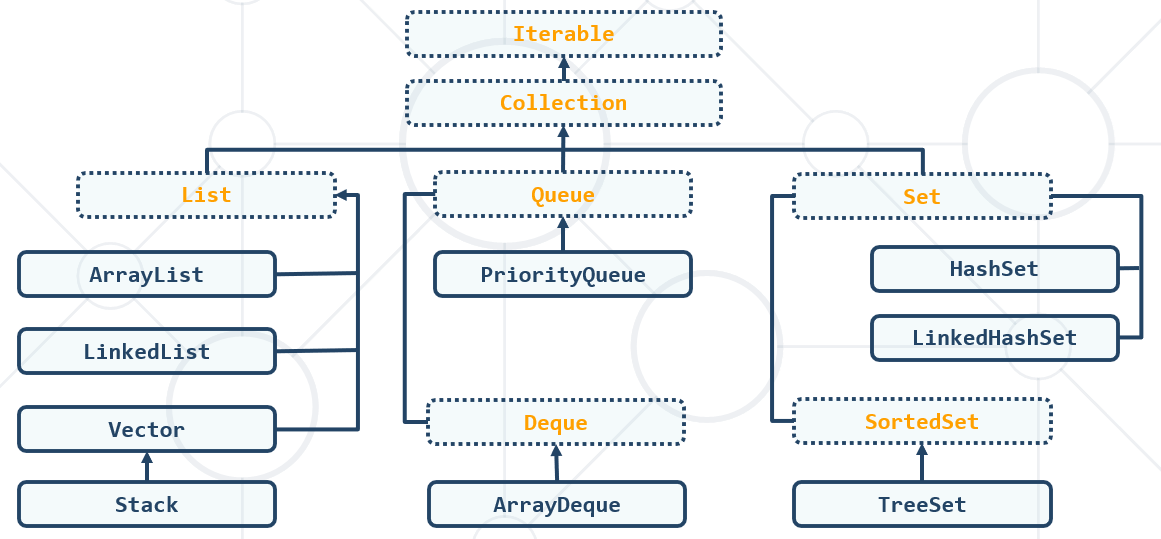 Iterable
Collection
List
Queue
Set
ArrayList
PriorityQueue
HashSet
LinkedList
LinkedHashSet
Vector
Deque
SortedSet
Stack
ArrayDeque
TreeSet